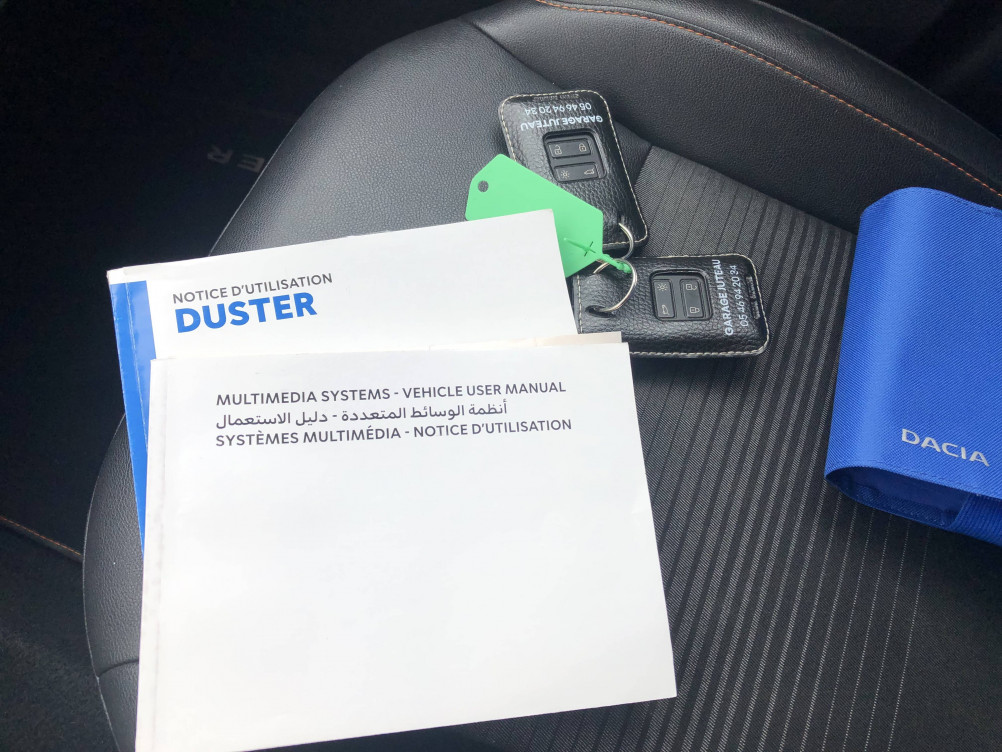 GARAGE JUTEAU
05 46 94 20 34
NOTICE D'UTILISATION
DUSTER
GARAGE JUTEAU
05 46 94 20 34
MULTIMEDIA SYSTEMS - VEHICLE USER MANUAL
أنظمة الوسائط المتعددة - دليل الاستعمال
SYSTÈMES MULTIMÉDIA - NOTICE D'UTILISATION
DACIA